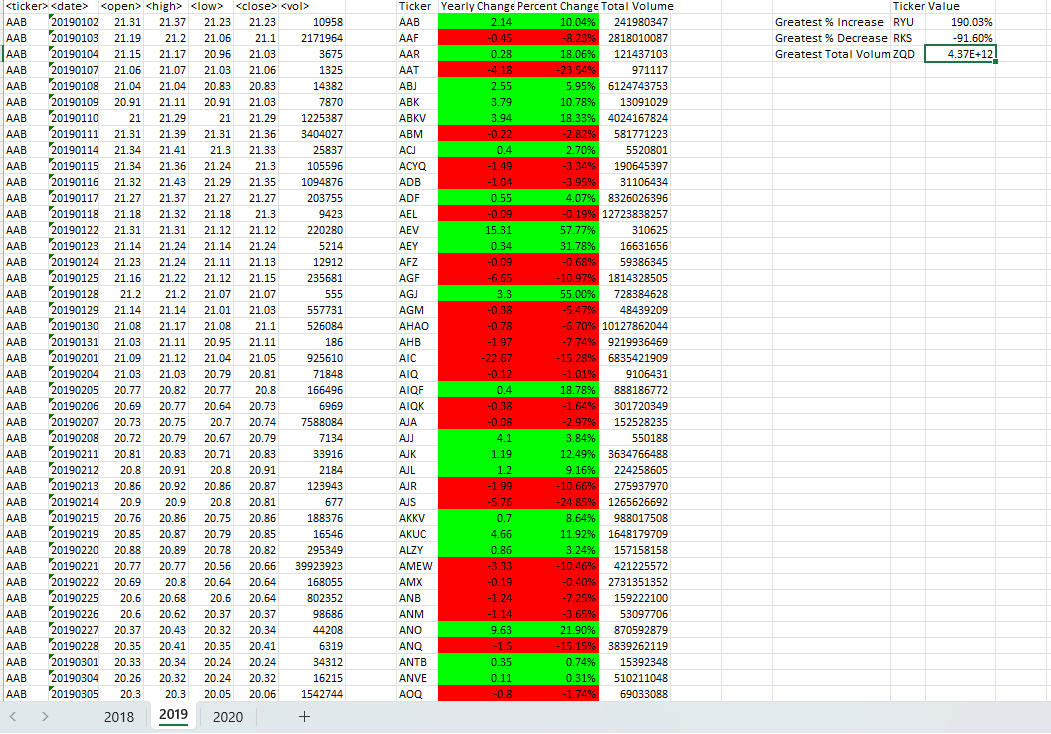 <ticker> <date> <open> <high> <low> <close> <vol> Ticker Yearly Change Percent Change Total Volume Ticker Value
AAB 20190102 21.31 21.37 21.23 21.23 10958 AAB 2.14 10.04% 241980347 Greatest % Increase RYU 190.03%
AAB 20190103 21.19 21.2 21.06 21.1 2171964 AAF -0.45 -8.23% 2818010087 Greatest % Decrease RKS -91.60%
AAB 20190104 21.15 21.17 20.96 21.03 3675 AAR 0.28 18.06% 121437103 Greatest Total Volum ZQD 4.37E+12
AAB 20190107 21.06 21.07 21.03 21.06 1325 AAT -4.18 -23.54% 971117
AAB 20190108 21.04 21.04 20.83 20.83 14382 ABJ 2.55 5.95% 6124743753
AAB 20190109 20.91 21.11 20.91 21.03 7870 ABK 3.79 10.78% 13091029
AAB 20190110 21 21.29 21 21.29 1225387 ABKV 3.94 18.33% 4024167824
AAB 20190111 21.31 21.39 21.31 21.36 3404027 ABM -0.22 -2.82% 581771223
AAB 20190114 21.34 21.41 21.3 21.33 25837 ACJ 0.4 2.70% 5520801
AAB 20190115 21.34 21.36 21.24 21.3 105596 ACYQ -1.49 -3.34% 190645397
AAB 20190116 21.32 21.43 21.29 21.35 1094876 ADB -1.04 -3.95% 31106434
AAB 20190117 21.27 21.37 21.27 21.27 203755 ADF 0.55 4.07% 8326026396
AAB 20190118 21.18 21.32 21.18 21.3 9423 AEL -0.09 -0.19% 12723838257
AAB 20190122 21.31 21.31 21.12 21.12 220280 AEV 15.31 57.77% 310625
AAB 20190123 21.14 21.24 21.14 21.24 5214 AEY 0.34 31.78% 16631656
AAB 20190124 21.23 21.24 21.11 21.13 12912 AFZ -0.09 -0.68% 59386345
AAB 20190125 21.16 21.22 21.12 21.15 235681 AGF -6.65 -10.97% 1814328505
AAB 20190128 21.2 21.2 21.07 21.07 555 AGJ 3.3 55.00% 728384628
AAB 20190129 21.14 21.14 21.01 21.03 557731 AGM -0.38 -5.47% 48439209
AAB 20190130 21.08 21.17 21.08 21.1 526084 AHAO -0.78 -6.70% 10127862044
AAB 20190131 21.03 21.11 20.95 21.11 186 AHB -1.97 -7.74% 9219936469
AAB 20190201 21.09 21.12 21.04 21.05 925610 AIC -22.67 -15.28% 6835421909
AAB 20190204 21.03 21.03 20.79 20.81 71848 AIQ -0.12 -1.01% 9106431
AAB 20190205 20.77 20.82 20.77 20.8 166496 AIQF 0.4 18.78% 888186772
AAB 20190206 20.69 20.77 20.64 20.73 6969 AIQK -0.38 -1.64% 301720349
AAB 20190207 20.73 20.75 20.7 20.74 7588084 AJA -0.08 -2.97% 152528235
AAB 20190208 20.72 20.79 20.67 20.79 7134 AJJ 4.1 3.84% 550188
AAB 20190211 20.81 20.83 20.71 20.83 33916 AJK 1.19 12.49% 3634766488
AAB 20190212 20.8 20.91 20.8 20.91 2184 AJL 1.2 9.16% 224258605
AAB 20190213 20.86 20.92 20.86 20.87 123943 AJR -1.99 -10.66% 275937970
AAB 20190214 20.9 20.9 20.8 20.81 677 AJS -5.76 -24.85% 1265626692
AAB 20190215 20.76 20.86 20.75 20.86 188376 AKKV 0.7 8.64% 988017508
AAB 20190219 20.85 20.87 20.79 20.85 16546 AKUC 4.66 11.92% 1648179709
AAB 20190220 20.88 20.89 20.78 20.82 295349 ALZY 0.86 3.24% 157158158
AAB 20190221 20.77 20.77 20.56 20.66 39923923 AMEW -3.33 -10.46% 421225572
AAB 20190222 20.69 20.8 20.64 20.64 168055 AMX -0.19 -0.40% 2731351352
AAB 20190225 20.6 20.68 20.6 20.64 802352 ANB -1.24 -7.25% 159222100
AAB 20190226 20.6 20.62 20.37 20.37 98686 ANM -1.14 -3.65% 53097706
AAB 20190227 20.37 20.43 20.32 20.34 44208 ANO 9.63 21.90% 870592879
AAB 20190228 20.35 20.41 20.35 20.41 6319 ANQ -1.5 -15.15% 3839262119
AAB 20190301 20.33 20.34 20.24 20.24 34312 ANTB 0.35 0.74% 15392348
AAB 20190304 20.26 20.32 20.24 20.32 16215 ANVE 0.11 0.31% 510211048
AAB 20190305 20.3 20.3 20.05 20.06 1542744 AOQ -0.8 -1.74% 69033088
2018 2019 2020